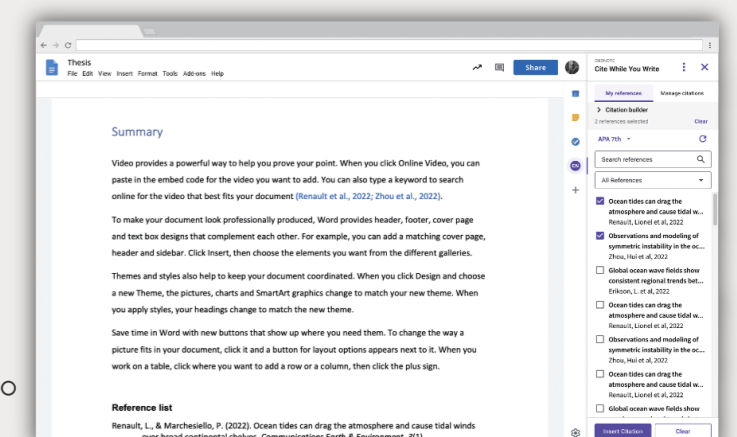 Thesis
File Edit View Insert Format Tools Add-ons Help
Share
Summary
Video provides a powerful way to help you prove your point. When you click Online Video, you can
paste in the embed code for the video you want to add. You can also type a keyword to search
online for the video that best fits your document (Renault et al., 2022; Zhou et al., 2022).
To make your document look professionally produced, Word provides header, footer, cover page
and text box designs that complement each other. For example, you can add a matching cover page,
header and sidebar. Click Insert, then choose the elements you want from the different galleries.
Themes and styles also help to keep your document coordinated. When you click Design and choose
a new Theme, the pictures, charts and SmartArt graphics change to match your new theme. When
you apply styles, your headings change to match the new theme.
Save time in Word with new buttons that show up where you need them. To change the way a
picture fits in your document, click it and a button for layout options appears next to it. When you
work on a table, click where you want to add a row or a column, then click the plus sign.
Reference list
Renault, L., & Marchesiello, P. (2022). Ocean tides can drag the atmosphere and cause tidal winds
over broad continental shelves. Communications Earth & Environment, 3(1)
EN
ENDNOTE
Cite While You Write
My references Manage citations
Citation builder
2 references selected Clear
APA 7th
Search references
All References
Ocean tides can drag the
atmosphere and cause tidal w...
Renault, Lionel et al, 2022
Observations and modeling of
symmetric instability in the oc...
Zhou, Hui et al, 2022
Global ocean wave fields show
consistent regional trends bet...
Erikson, L. et al, 2022
Ocean tides can drag the
atmosphere and cause tidal w...
Renault, Lionel et al, 2022
Observations and modeling of
symmetric instability in the oc...
Zhou, Hui et al, 2022
Ocean tides can drag the
atmosphere and cause tidal w...
Renault, Lionel et al, 2022
Global ocean wave fields show
Insert Citation Clear